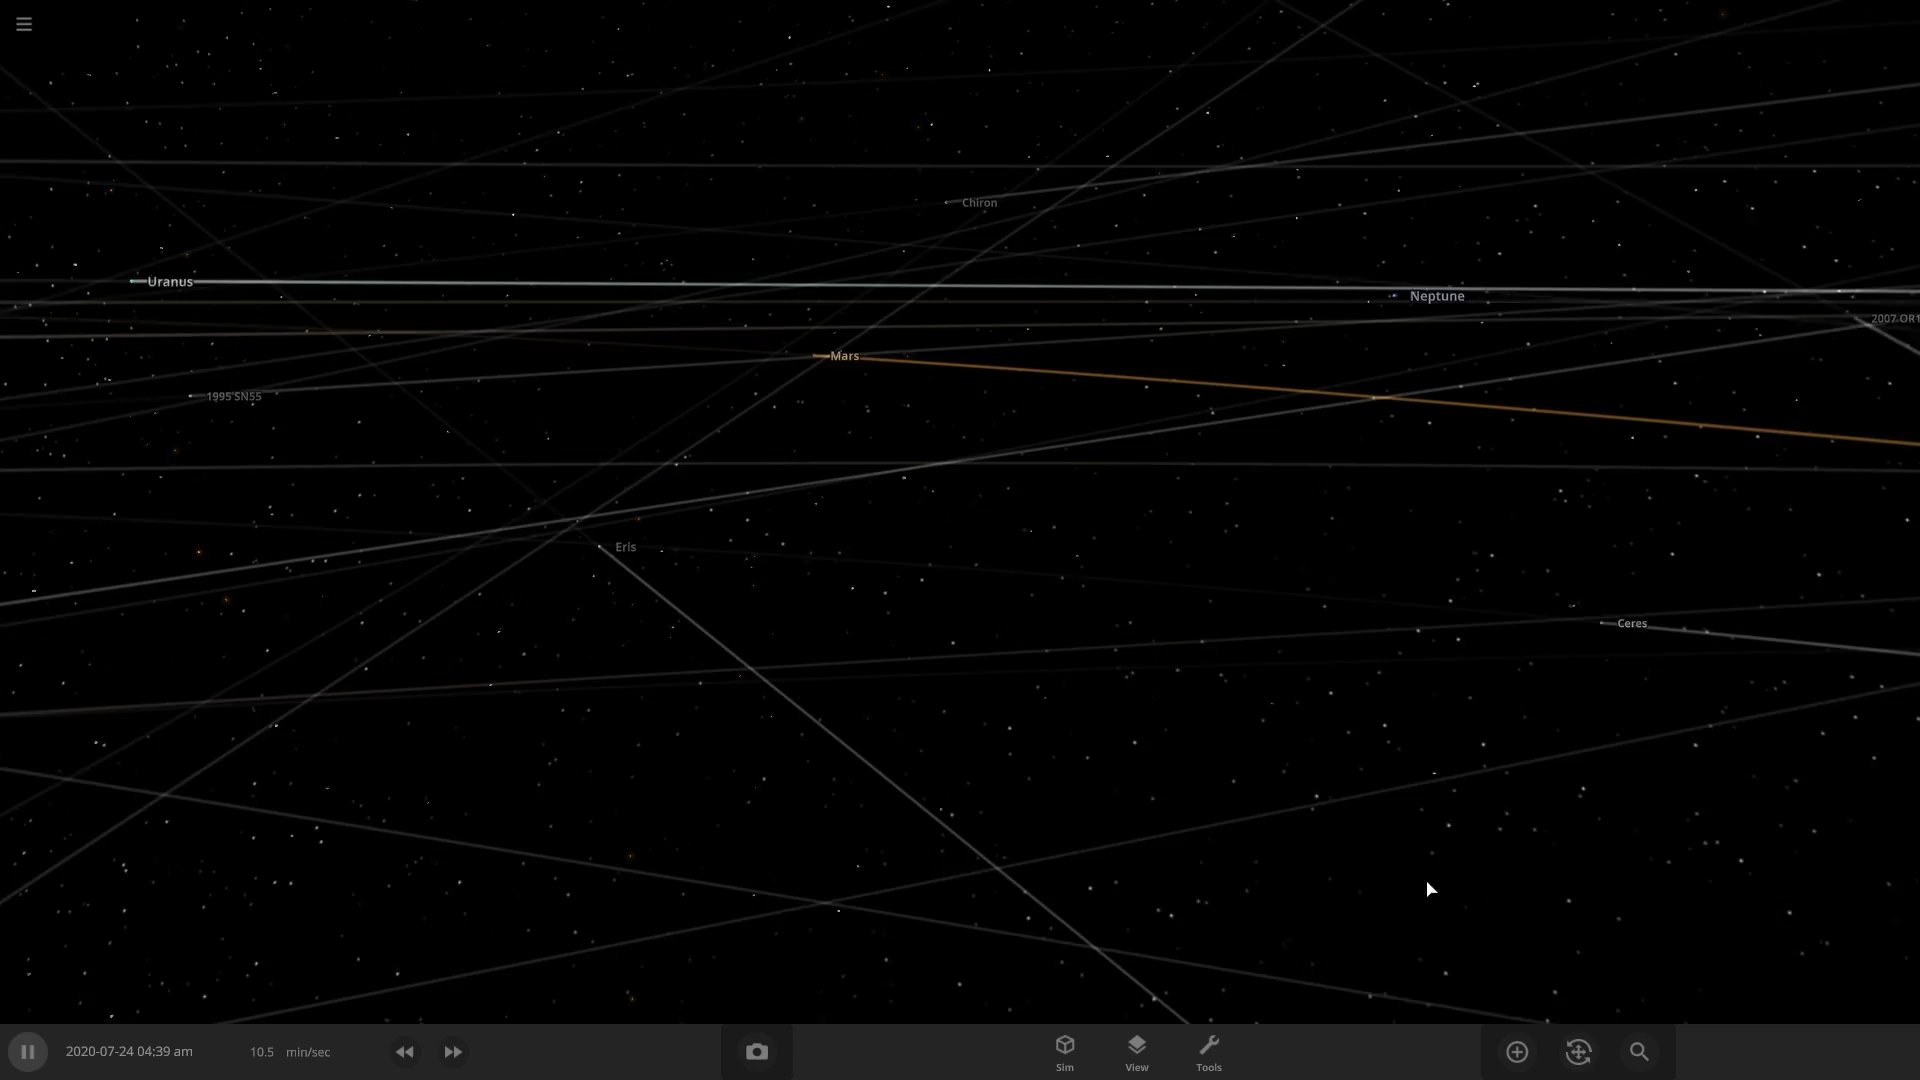 Chiron
Uranus
Neptune
2007 OR1
Mars
1995 SN55
Eris
Ceres
2020-07-24 04:39 am
10.5 min/sec
Sim
View
Tools